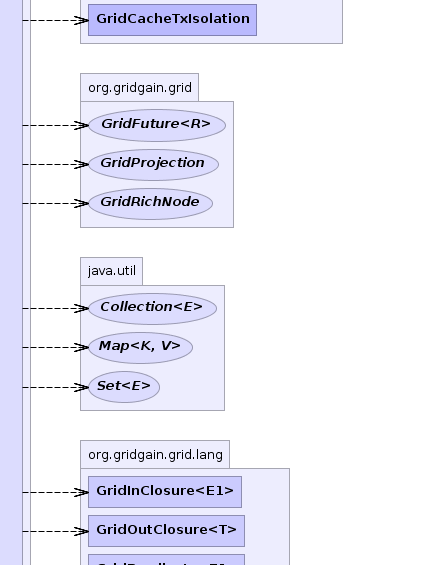 GridCacheTxIsolation
org.gridgain.grid
GridFuture<R>
GridProjection
GridRichNode
java.util
Collection<E>
Map<K, V>
Set<E>
org.gridgain.grid.lang
GridInClosure<E1>
GridOutClosure<T>